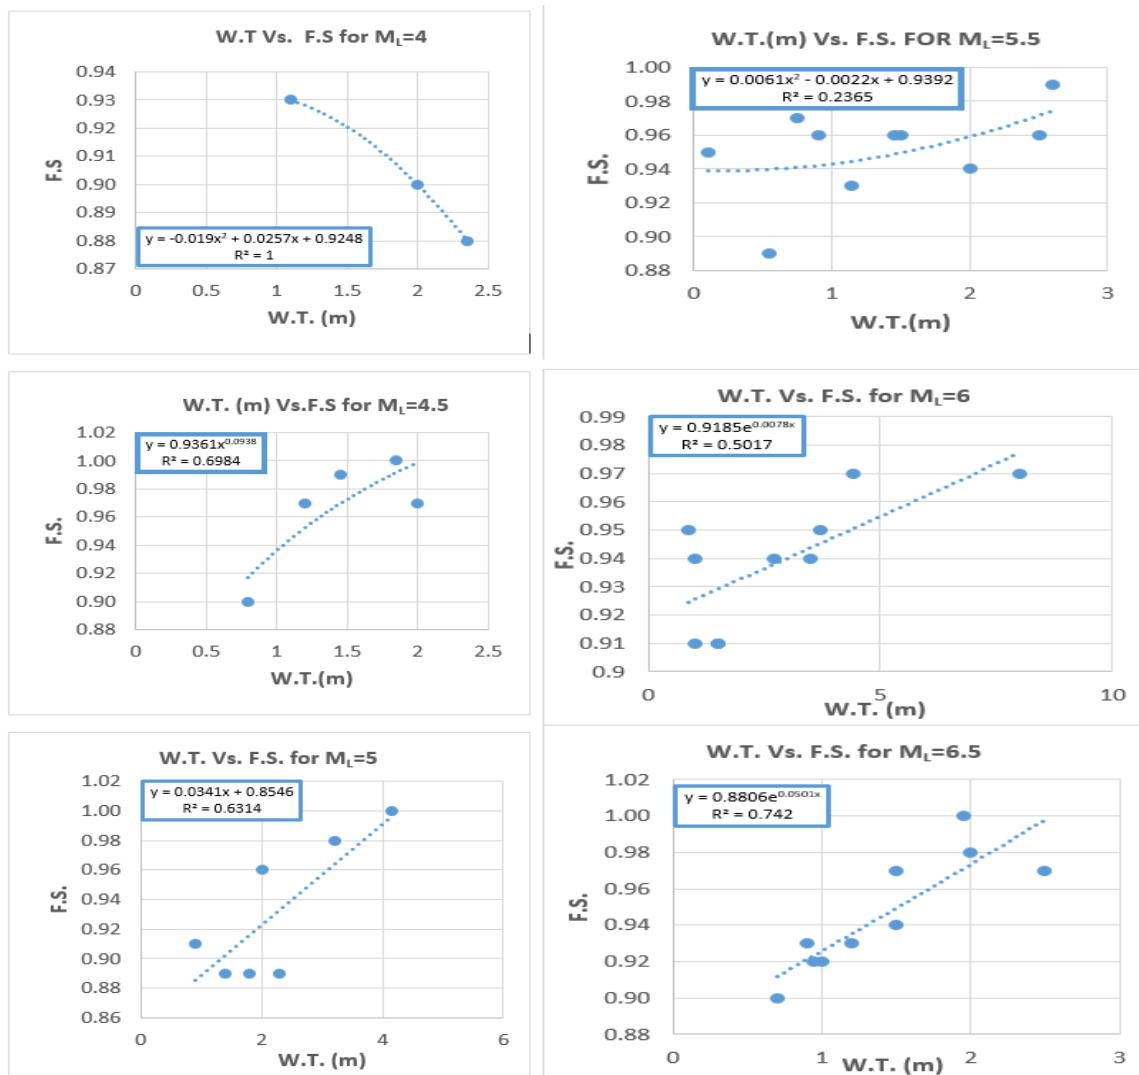 W.T Vs. F.S for M_L=4
F.S
0.94
0.93
0.92
0.91
0.90
0.89
0.88
0.87
y = -0.019x² + 0.0257x + 0.9248
R² = 1
0 0.5 1 1.5 2 2.5
W.T. (m)
W.T.(m) Vs. F.S. FOR M_L=5.5
F.S.
1.00
0.98
0.96
0.94
0.92
0.90
0.88
y = 0.0061x² - 0.0022x + 0.9392
R² = 0.2365
0 1 2 3
W.T.(m)
W.T. (m) Vs.F.S for M_L=4.5
F.S.
1.02
1.00
0.98
0.96
0.94
0.92
0.90
0.88
y = 0.9361x^0.0938
R² = 0.6984
0 0.5 1 1.5 2 2.5
W.T.(m)
W.T. Vs. F.S. for M_L=6
F.S.
0.99
0.98
0.97
0.96
0.95
0.94
0.93
0.92
0.91
0.9
y = 0.9185e^0.0078x
R² = 0.5017
0 5 10
W.T. (m)
W.T. Vs. F.S. for M_L=5
F.S.
1.02
1.00
0.98
0.96
0.94
0.92
0.90
0.88
0.86
y = 0.0341x + 0.8546
R² = 0.6314
0 2 4 6
W.T. (m)
W.T. Vs. F.S. for M_L=6.5
F.S.
1.02
1.00
0.98
0.96
0.94
0.92
0.90
0.88
y = 0.8806e^0.0501x
R² = 0.742
0 1 2 3
W.T. (m)